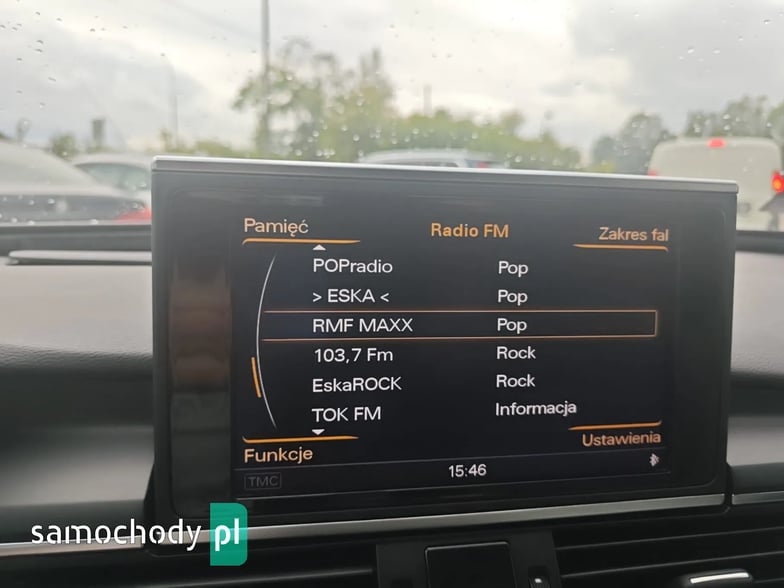 Pamięć Radio FM Zakres fal
POPradio Pop
> ESKA < Pop
RMF MAXX Pop
103,7 Fm Rock
EskaROCK Rock
TOK FM Informacja
Funkcje Ustawienia
TMC 15:46
samochody pl